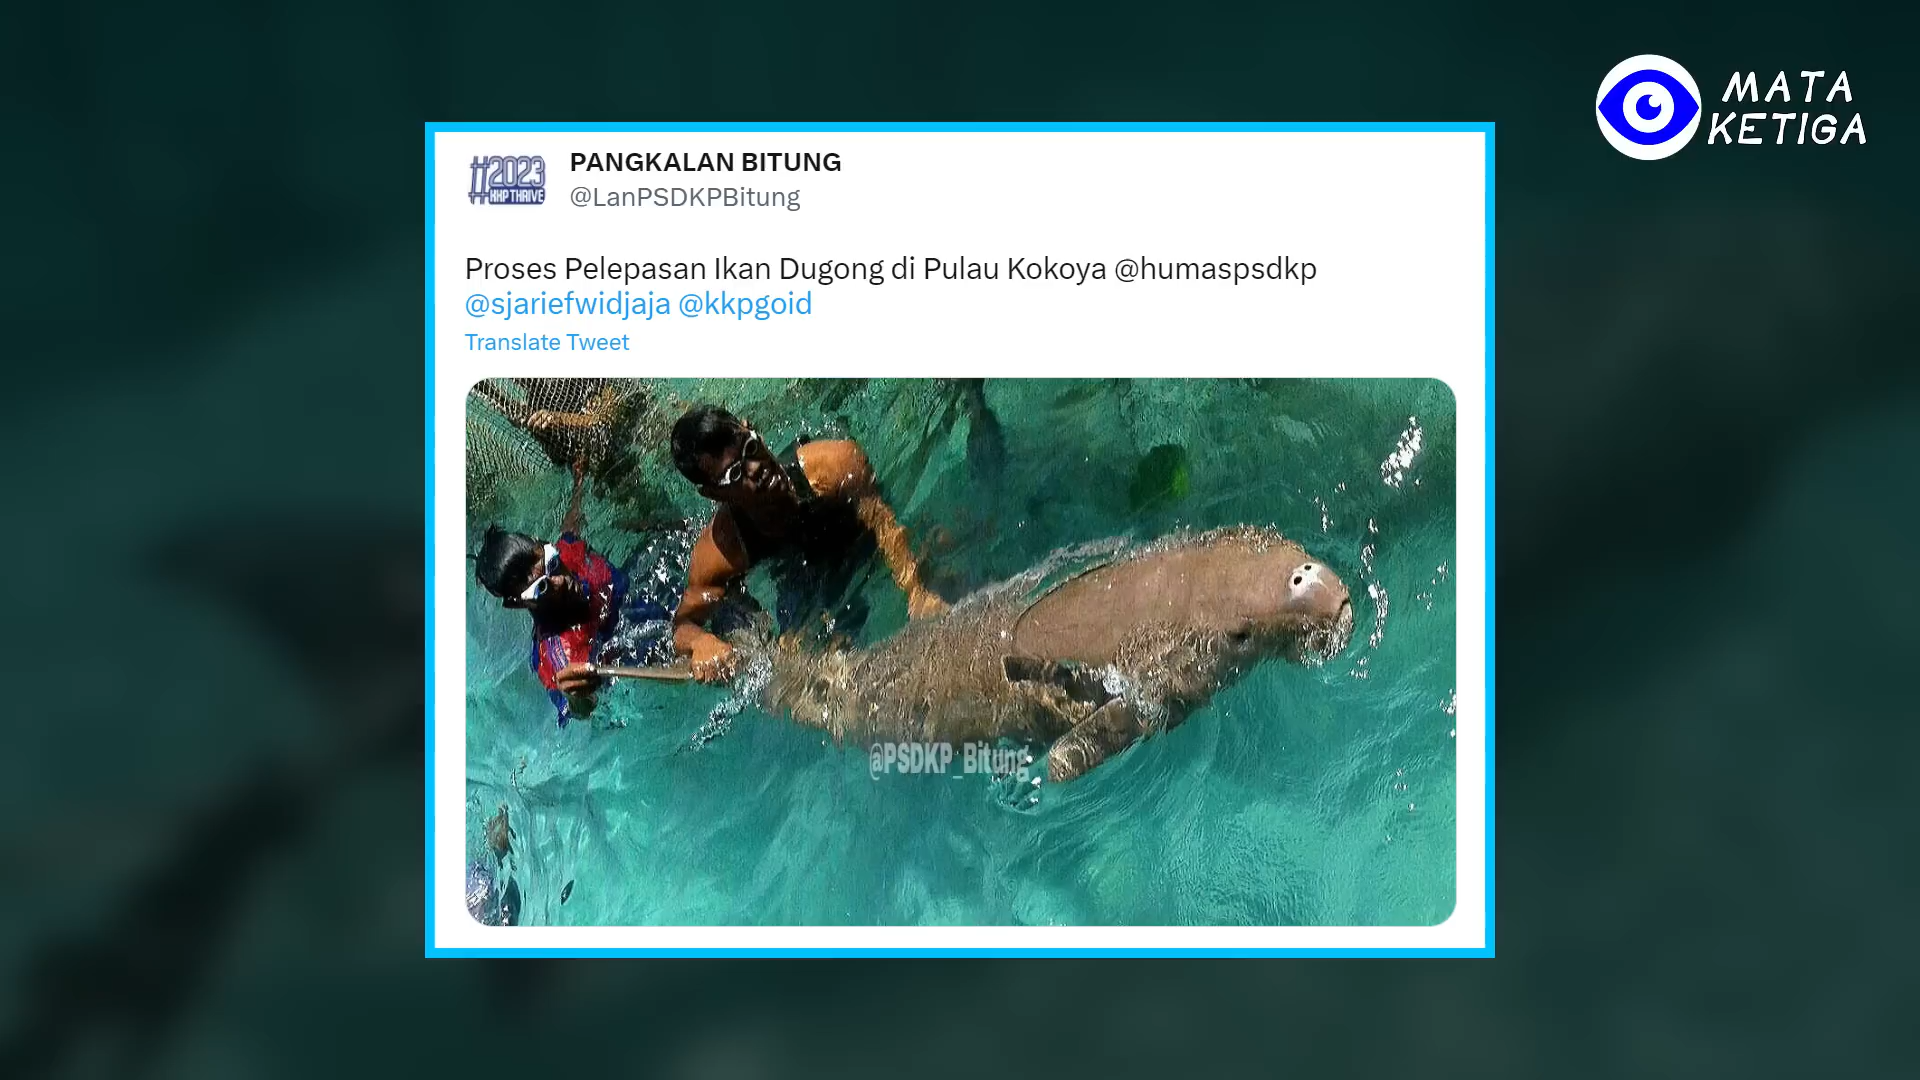 MATA
KETIGA
#2023
KKP THRIVE
PANGKALAN BITUNG
@LanPSDKPBitung
Proses Pelepasan Ikan Dugong di Pulau Kokoya @humaspsdkp
@sjariefwidjaja @kkpgoid
Translate Tweet
@PSDKP_Bitung